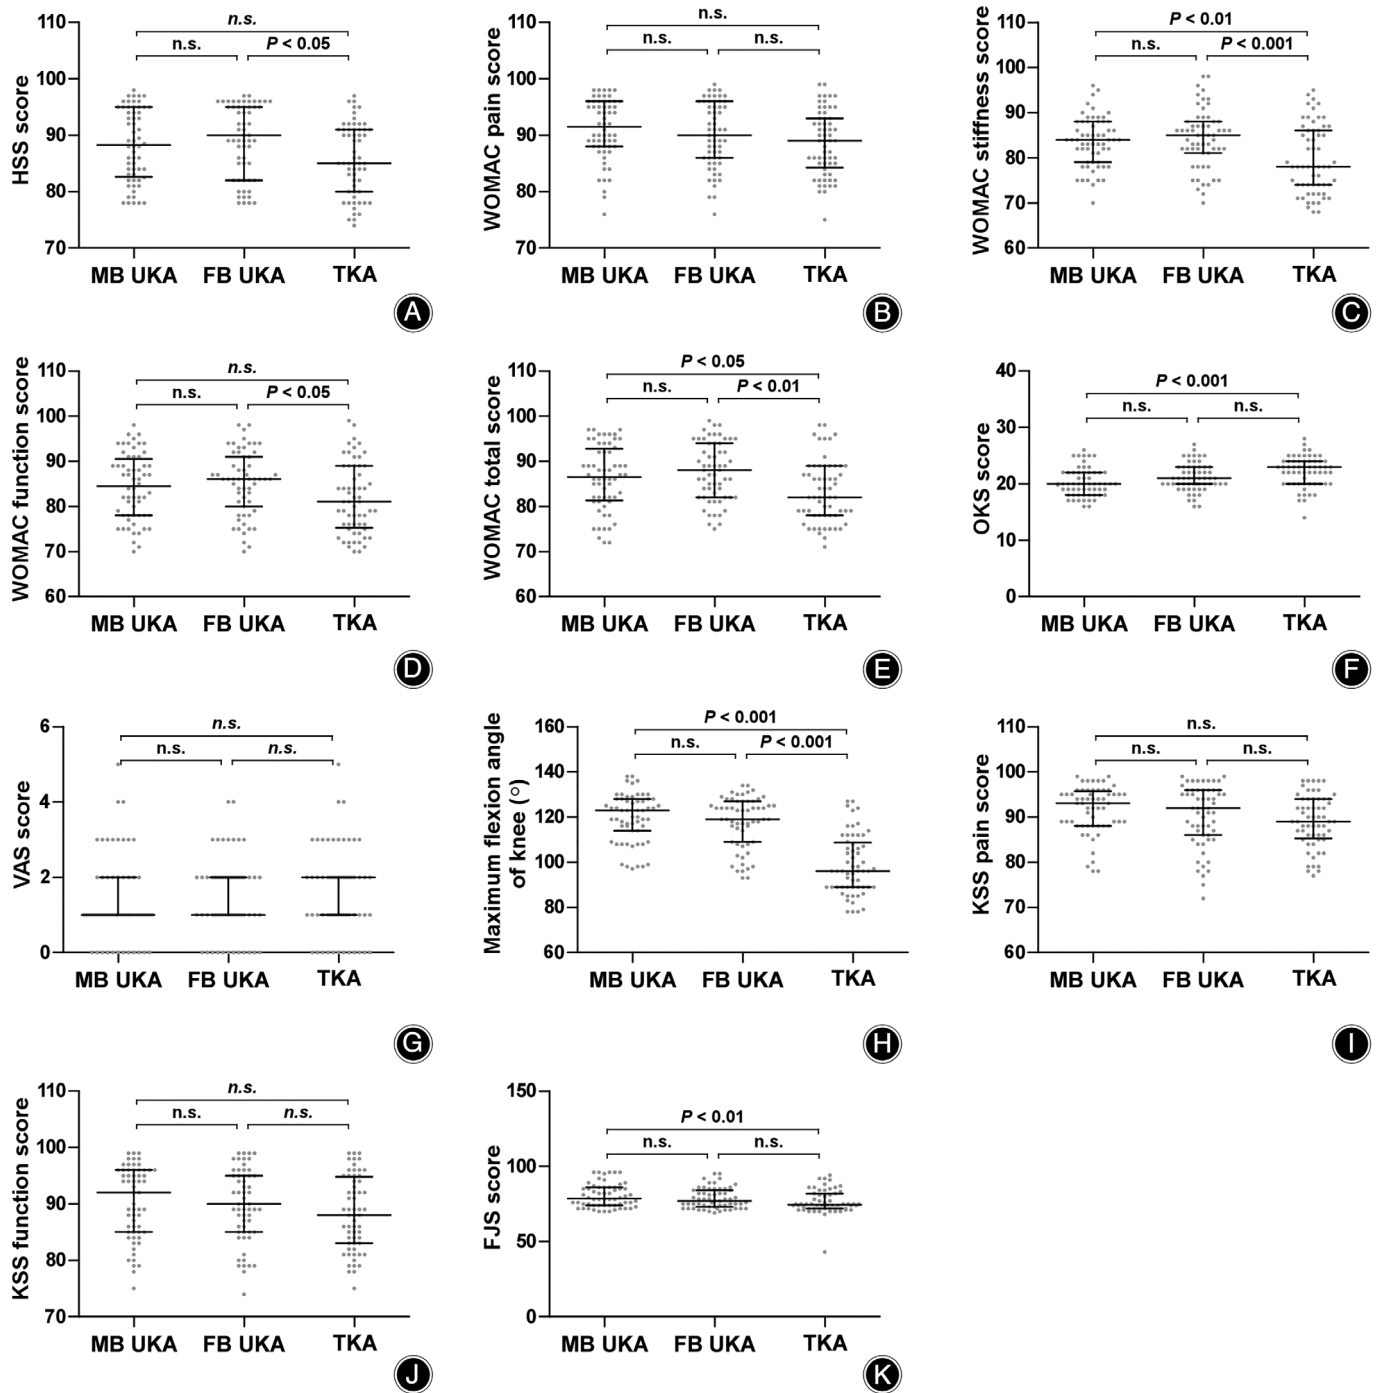 HSS score
110
100
90
80
70
n.s.
n.s.
P < 0.05
MB UKA
FB UKA
TKA
A
WOMAC pain score
110
100
90
80
70
n.s.
n.s.
n.s.
MB UKA
FB UKA
TKA
B
WOMAC stiffness score
110
100
90
80
70
60
P < 0.01
n.s.
P < 0.001
MB UKA
FB UKA
TKA
C
WOMAC function score
110
100
90
80
70
60
n.s.
n.s.
P < 0.05
MB UKA
FB UKA
TKA
D
WOMAC total score
110
100
90
80
70
60
P < 0.05
n.s.
P < 0.01
MB UKA
FB UKA
TKA
E
OKS score
40
30
20
10
0
P < 0.001
n.s.
n.s.
MB UKA
FB UKA
TKA
F
VAS score
6
4
2
0
n.s.
n.s.
n.s.
MB UKA
FB UKA
TKA
G
Maximum flexion angle
of knee (°)
160
140
120
100
80
60
P < 0.001
n.s.
P < 0.001
MB UKA
FB UKA
TKA
H
KSS pain score
110
100
90
80
70
60
n.s.
n.s.
n.s.
MB UKA
FB UKA
TKA
I
KSS function score
110
100
90
80
70
n.s.
n.s.
n.s.
MB UKA
FB UKA
TKA
J
FJS score
150
100
50
0
P < 0.01
n.s.
n.s.
MB UKA
FB UKA
TKA
K